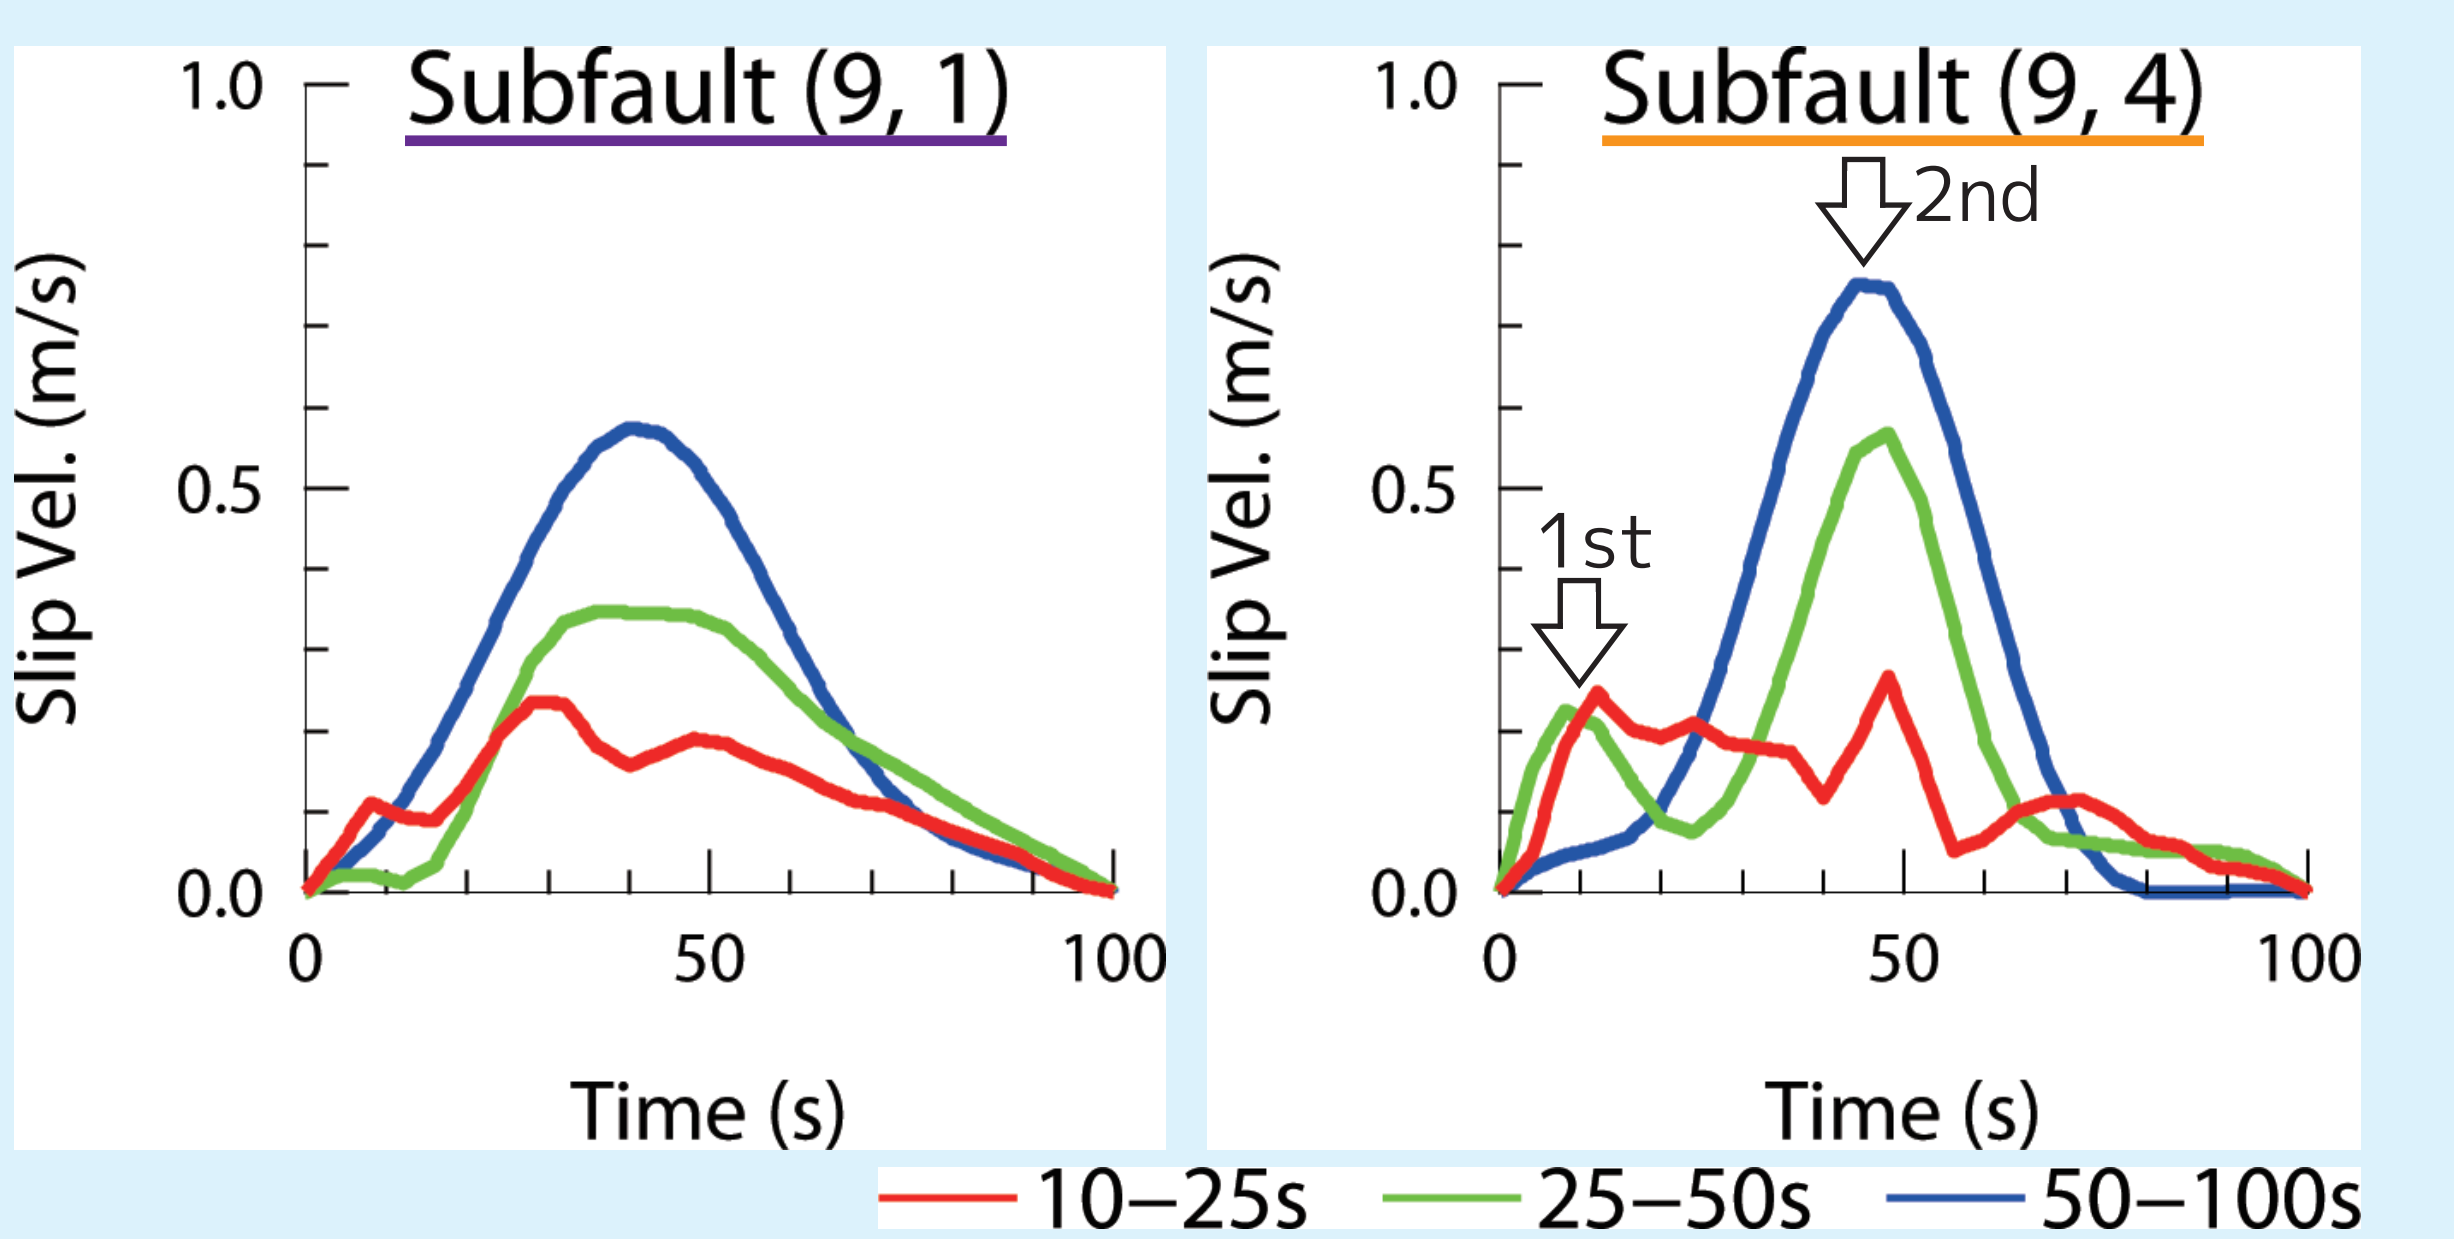 Subfault (9, 1)
1.0
0.5
0.0
Slip Vel. (m/s)
0
50
100
Time (s)
Subfault (9, 4)
1.0
0.5
0.0
Slip Vel. (m/s)
2nd
1st
0
50
100
Time (s)
10–25s
25–50s
50–100s